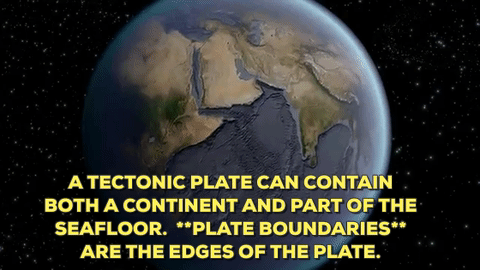 A TECTONIC PLATE CAN CONTAIN
BOTH A CONTINENT AND PART OF THE
SEAFLOOR. **PLATE BOUNDARIES**
ARE THE EDGES OF THE PLATE.